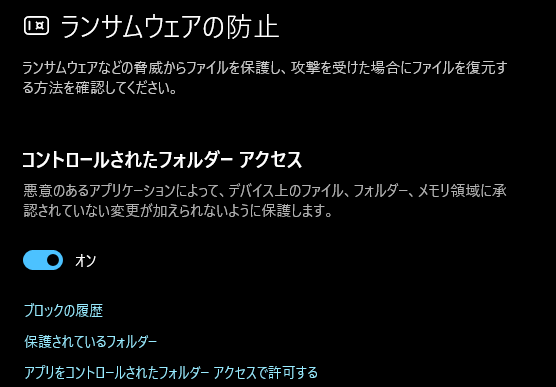 ランサムウェアの防止
ランサムウェアなどの脅威からファイルを保護し、攻撃を受けた場合にファイルを復元す
る方法を確認してください。
コントロールされたフォルダー アクセス
悪意のあるアプリケーションによって、デバイス上のファイル、フォルダー、メモリ領域に承
認されていない変更が加えられないように保護します。
オン
ブロックの履歴
保護されているフォルダー
アプリをコントロールされたフォルダー アクセスで許可する